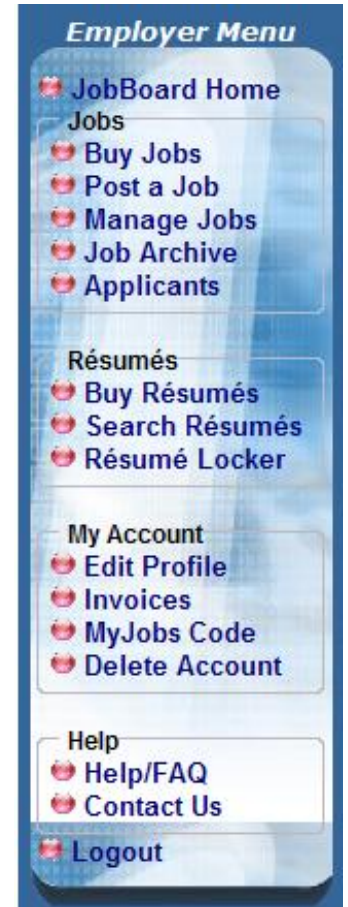 Employer Menu
JobBoard Home
Jobs
Buy Jobs
Post a Job
Manage Jobs
Job Archive
Applicants
Résumés
Buy Résumés
Search Résumés
Résumé Locker
My Account
Edit Profile
Invoices
MyJobs Code
Delete Account
Help
Help/FAQ
Contact Us
Logout